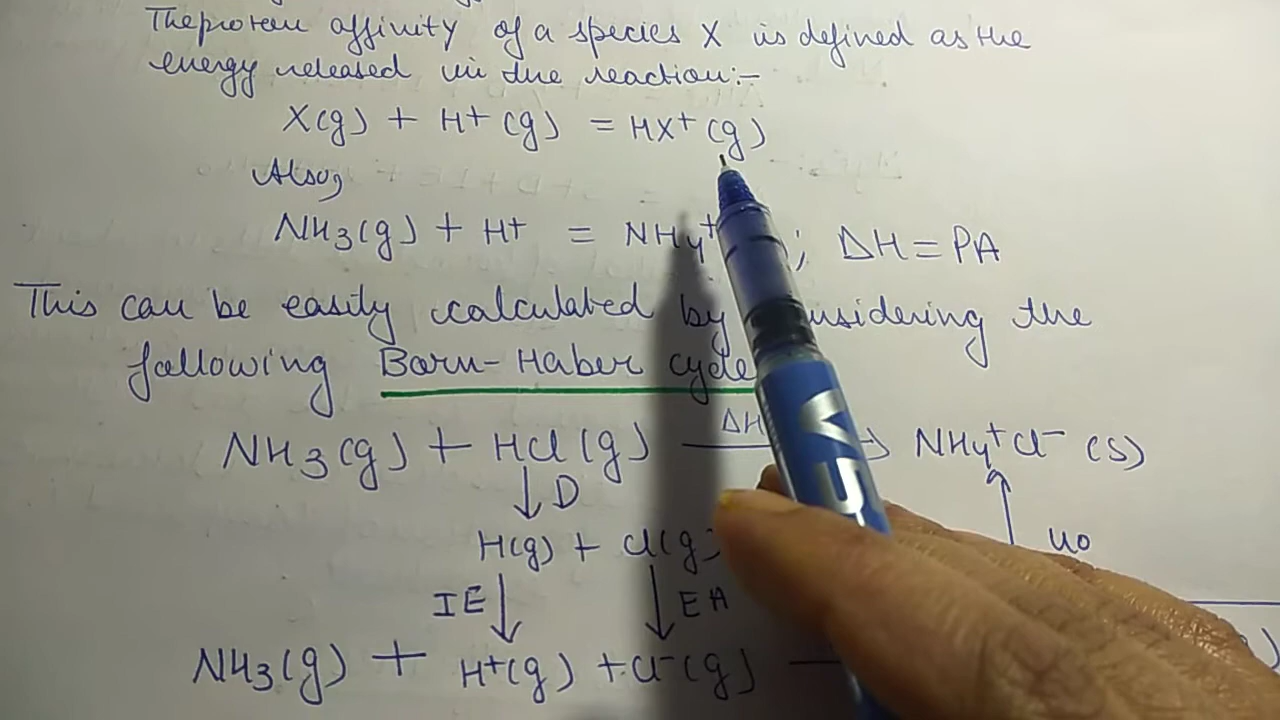 The proton affinity of a species X is defined as the
energy released in the reaction:-
X(g) + H+ (g) = HX+ (g)
Also,
NH3(g) + H+ = NH4+ ; ΔH = PA
This can be easily calculated by the
following Born-Haber cycle
NH3(g) + HCl(g) ΔH → NH4+Cl- (s)
↓ D
H(g) + Cl(g) ↑ U0
IE ↓ ↓ EA
NH3(g) + H+(g) + Cl-(g)
V5